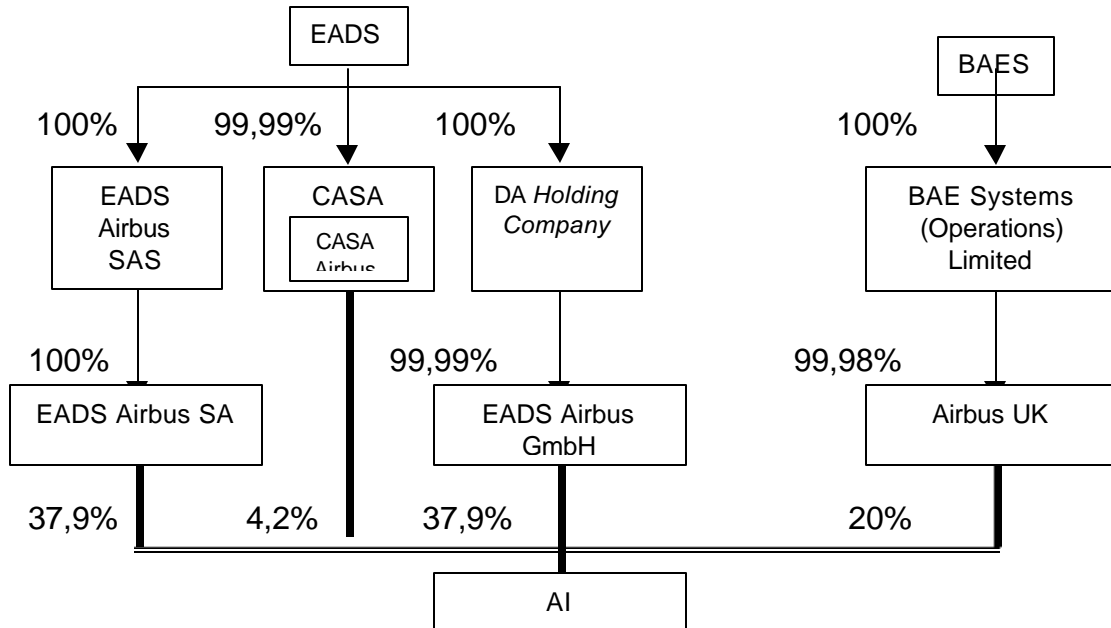 EADS
BAES
100%
99,99%
100%
100%
EADS
Airbus
SAS
CASA
CASA
Airbus
DA Holding
Company
BAE Systems
(Operations)
Limited
100%
99,99%
99,98%
EADS Airbus SA
EADS Airbus
GmbH
Airbus UK
37,9%
4,2%
37,9%
20%
AI